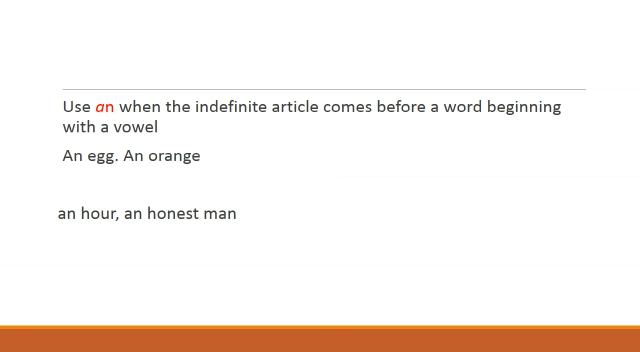 Use an when the indefinite article comes before a word beginning
with a vowel
An egg. An orange
an hour, an honest man